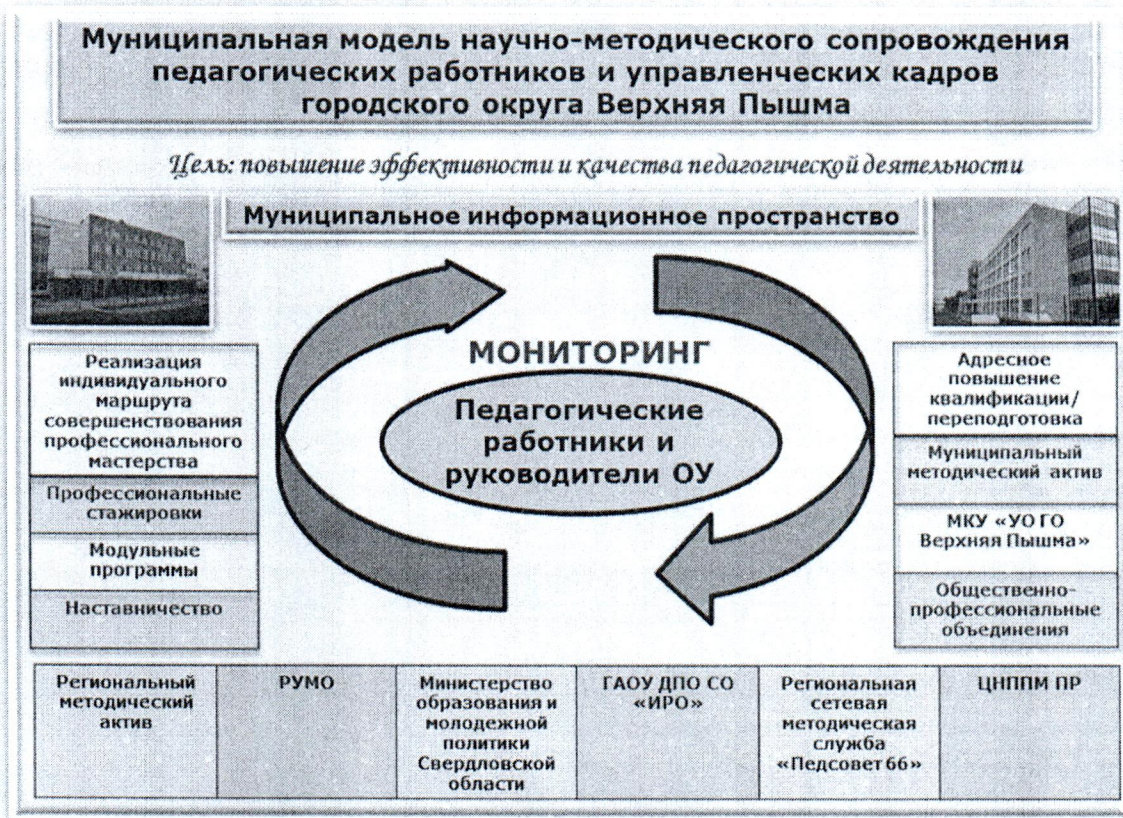 Муниципальная модель научно-методического сопровождения
педагогических работников и управленческих кадров
городского округа Верхняя Пышма
Цель: повышение эффективности и качества педагогической деятельности
Муниципальное информационное пространство
Реализация
индивидуального
маршрута
совершенствования
профессионального
мастерства
Профессиональные
стажировки
Модульные
программы
Наставничество
МОНИТОРИНГ
Педагогические
работники и
руководители ОУ
Адресное
повышение
квалификации/
переподготовка
Муниципальный
методический актив
МКУ «УО ГО
Верхняя Пышма»
Общественно-
профессиональные
объединения
Региональный
методический
актив
РУМО
Министерство
образования и
молодежной
политики
Свердловской
области
ГАОУ ДПО СО
«ИРО»
Региональная
сетевая
методическая
служба
«Педсовет 66»
ЦНППМ ПР